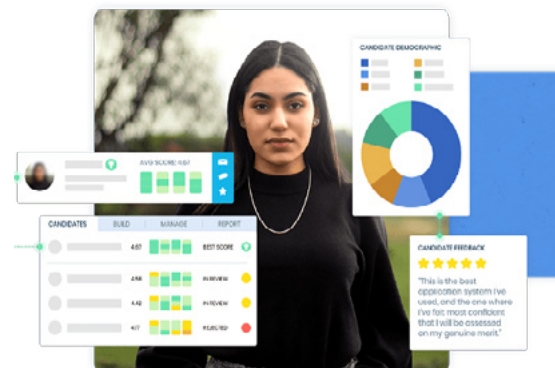 CANDIDATE DEMOGRAPHIC
AVG SCORE: 4.67
CANDIDATES BUILD MANAGE REPORT
4.67 BEST SCORE
4.56 IN REVIEW
4.42 IN REVIEW
REJECTED
CANDIDATE FEEDBACK
"This is the best
application system I've
used, and the one where
I've felt most confident
that I will be assessed
on my genuine merit."